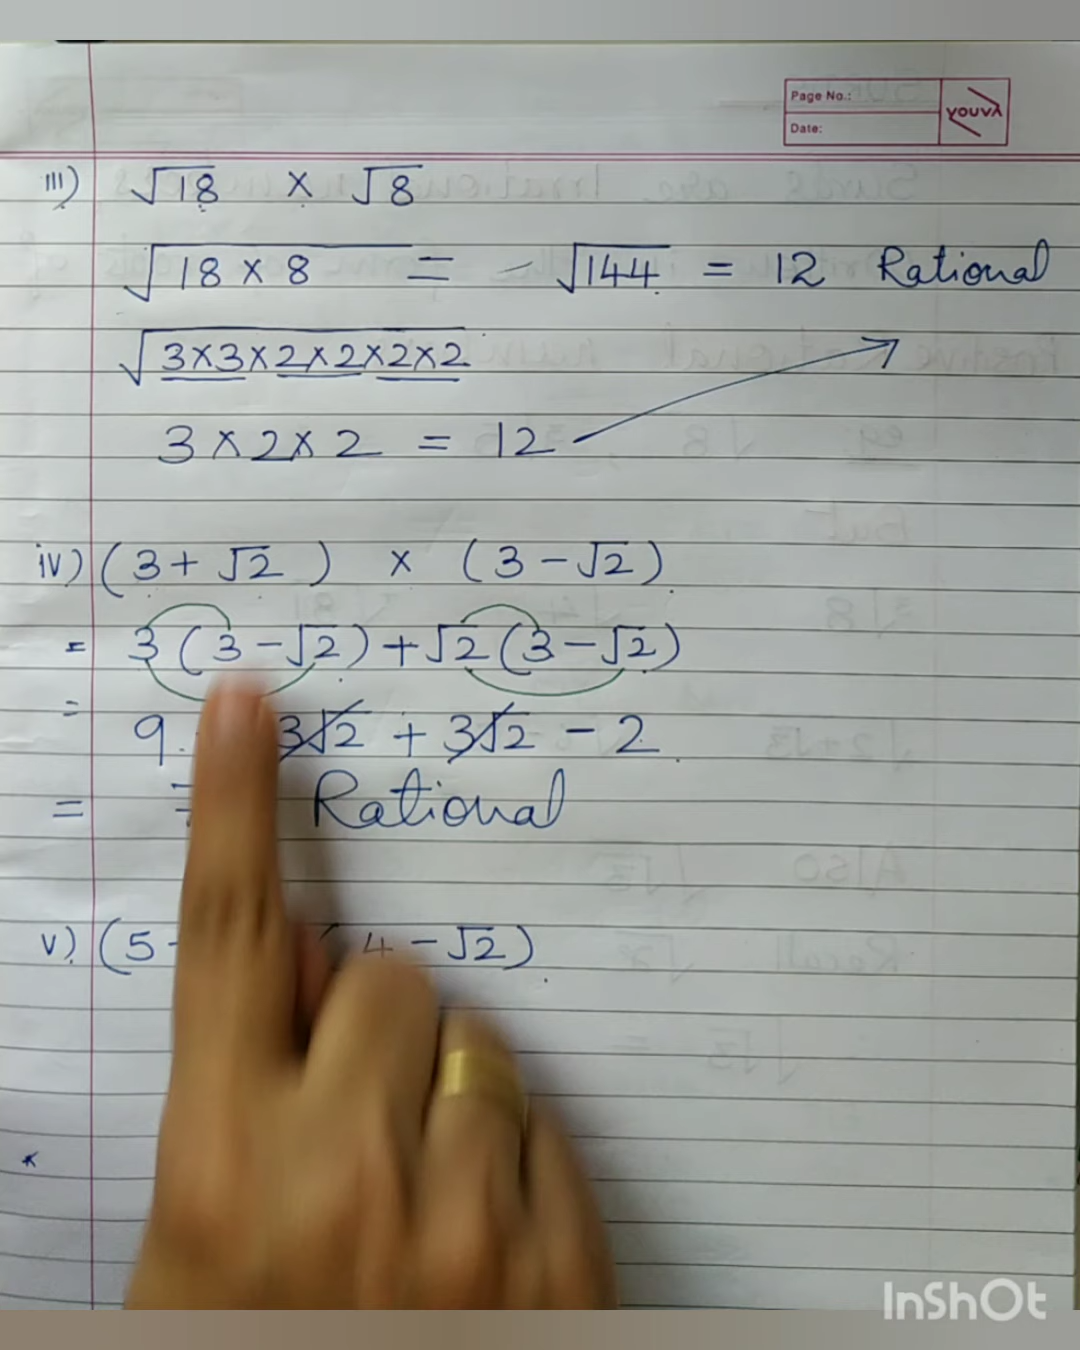 Page No.:
Date:
YOUVA
III) √18 × √8
√(18 × 8) = √144 = 12 Rational
√(3×3×2×2×2×2)
3 × 2 × 2 = 12
iv) (3 + √2) × (3 - √2)
= 3 (3 - √2) + √2 (3 - √2)
= 9 3√2 + 3√2 - 2
= Rational
v) (5 4 - √2)
*
InShOt